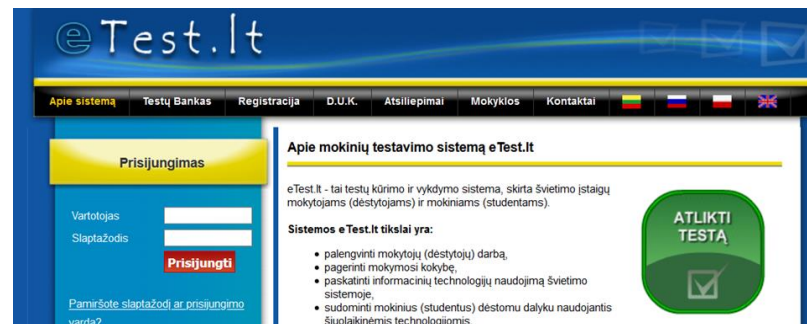 eTest.lt
Apie sistemą Testų Bankas Registracija D.U.K. Atsiliepimai Mokyklos Kontaktai
Prisijungimas
Vartotojas
Slaptažodis
Prisijungti
Pamiršote slaptažodį ar prisijungimo
vardą?
Apie mokinių testavimo sistemą eTest.lt
eTest.lt - tai testų kūrimo ir vykdymo sistema, skirta švietimo įstaigų
mokytojams (dėstytojams) ir mokiniams (studentams).
Sistemos eTest.lt tikslai yra:
palengvinti mokytojų (dėstytojų) darbą,
pagerinti mokymosi kokybę,
paskatinti informacinių technologijų naudojimą švietimo
sistemoje,
sudominti mokinius (studentus) dėstomu dalyku naudojantis
šiuolaikinėmis technologijomis
ATLIKTI
TESTĄ